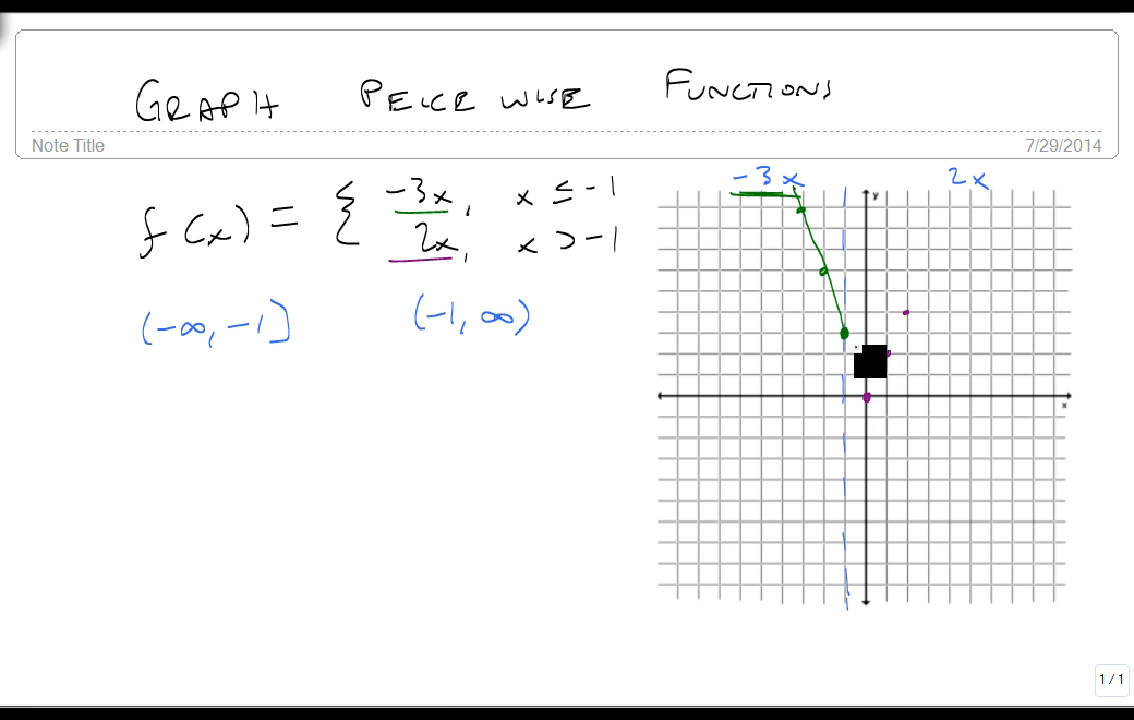 GRAPH PEICE WISE FUNCTIONS
Note Title 7/29/2014
f(x) = { -3x, x ≤ -1
2x, x > -1
(-∞, -1] (-1, ∞)
-3x 2x
y
x
1 / 1